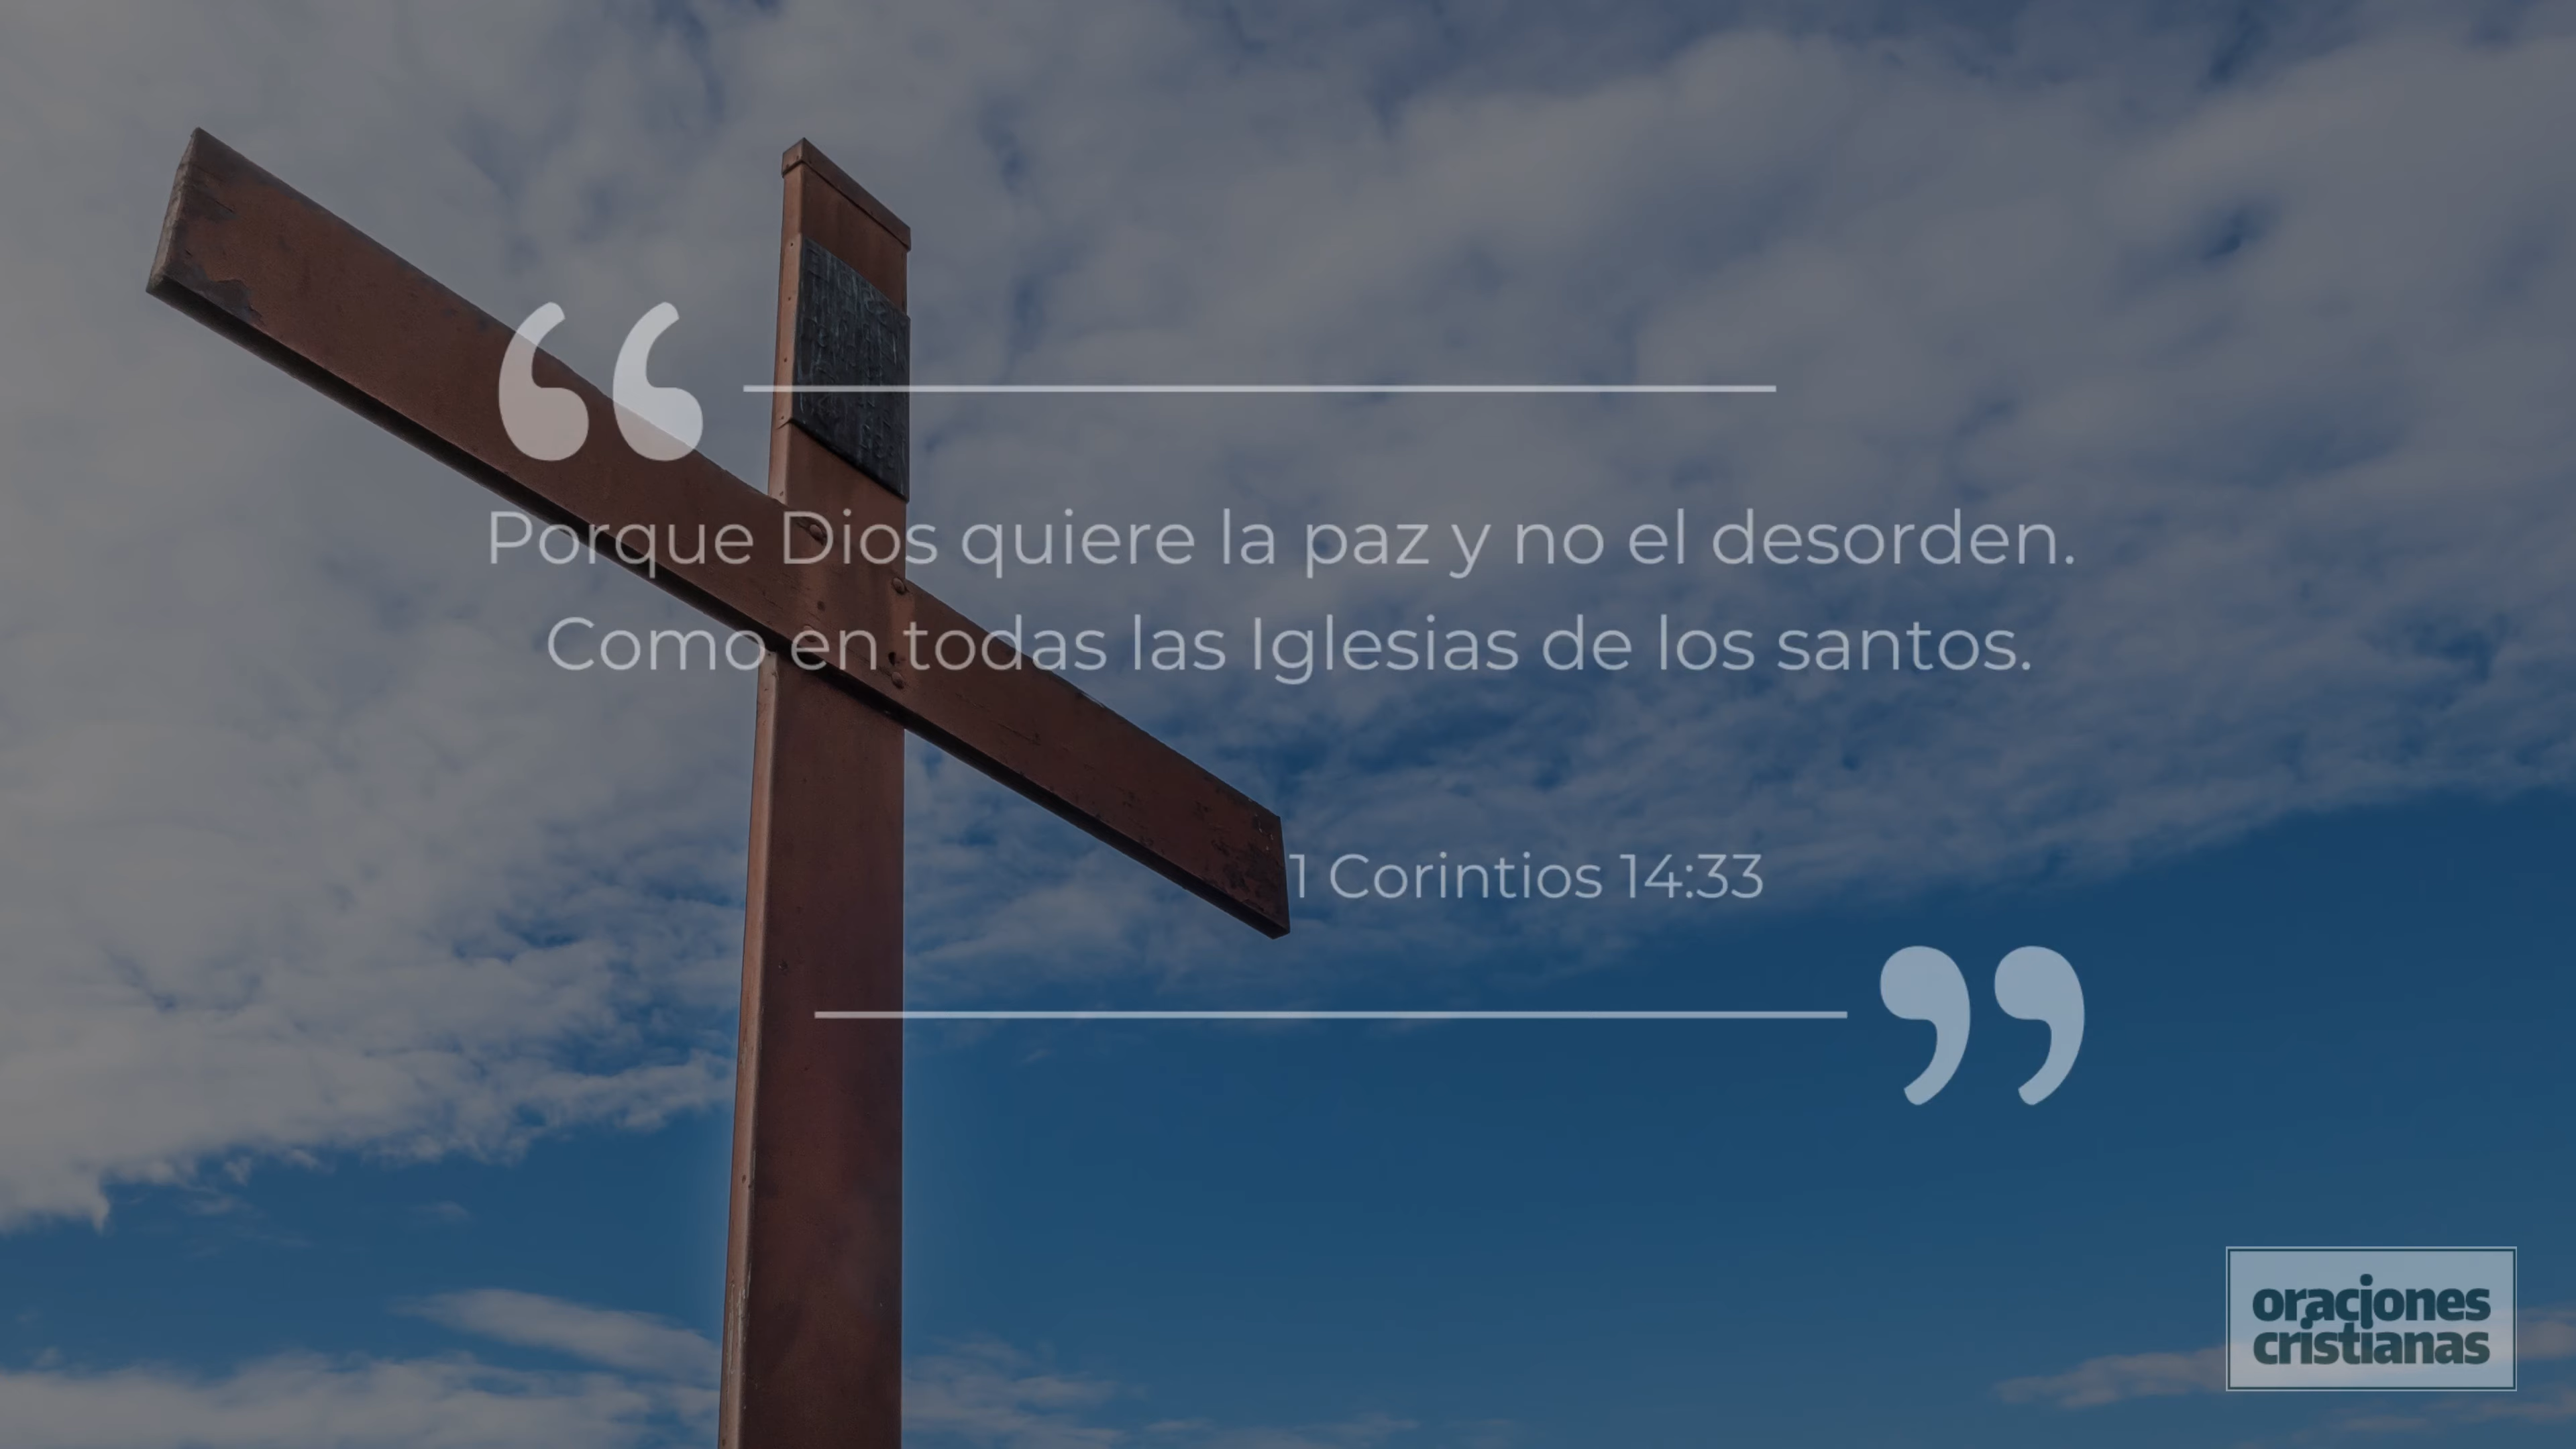 “
Porque Dios quiere la paz y no el desorden.
Como en todas las Iglesias de los santos.
1 Corintios 14:33
”
oraciones
cristianas